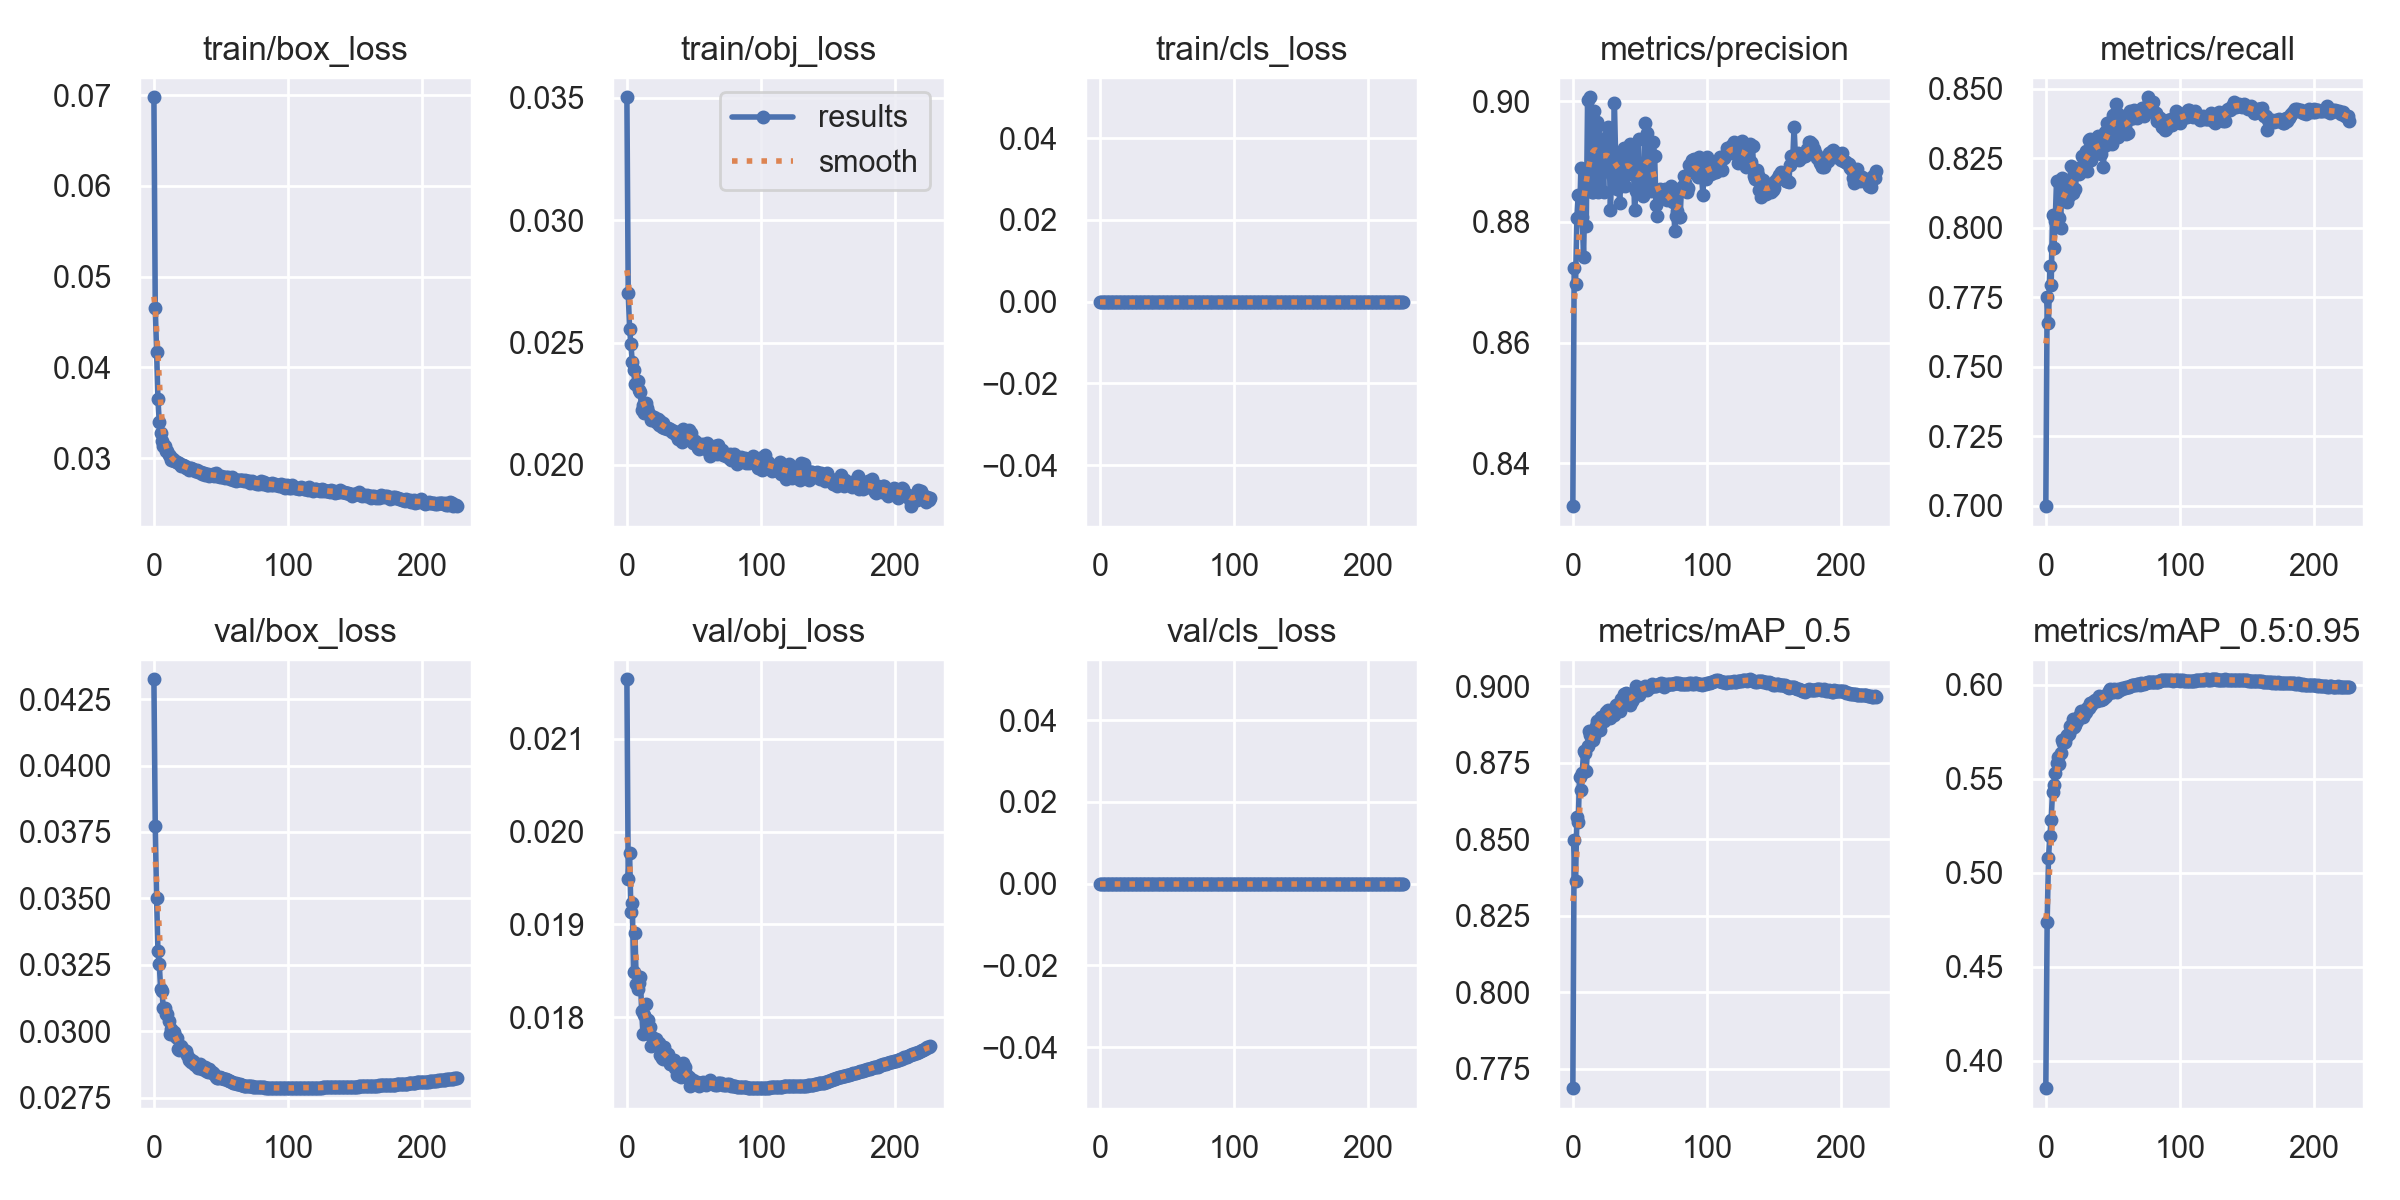 train/box_loss
0.07
0.06
0.05
0.04
0.03
0 100 200
train/obj_loss
results
smooth
0.035
0.030
0.025
0.020
0 100 200
train/cls_loss
0.04
0.02
0.00
−0.02
−0.04
0 100 200
metrics/precision
0.90
0.88
0.86
0.84
0 100 200
metrics/recall
0.850
0.825
0.800
0.775
0.750
0.725
0.700
0 100 200
val/box_loss
0.0425
0.0400
0.0375
0.0350
0.0325
0.0300
0.0275
0 100 200
val/obj_loss
0.021
0.020
0.019
0.018
0 100 200
val/cls_loss
0.04
0.02
0.00
−0.02
−0.04
0 100 200
metrics/mAP_0.5
0.900
0.875
0.850
0.825
0.800
0.775
0 100 200
metrics/mAP_0.5:0.95
0.60
0.55
0.50
0.45
0.40
0 100 200